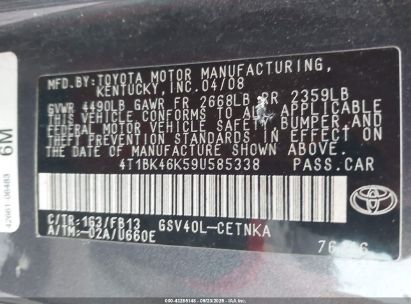 MFD. BY: TOYOTA MOTOR MANUFACTURING,
KENTUCKY, INC. 04/08
GVWR 4490LB GAWR FR 2668LB RR 2359LB
THIS VEHICLE CONFORMS TO ALL APPLICABLE
FEDERAL MOTOR VEHICLE SAFETY, BUMPER, AND
THEFT PREVENTION STANDARDS IN EFFECT ON
THE DATE OF MANUFACTURE SHOWN ABOVE.
4T1BK46K59U585338 PASS. CAR
C/TR: 1G3/FB13 GSV40L-CETNKA
A/TM: -02A/U660E
TOYOTA
6M